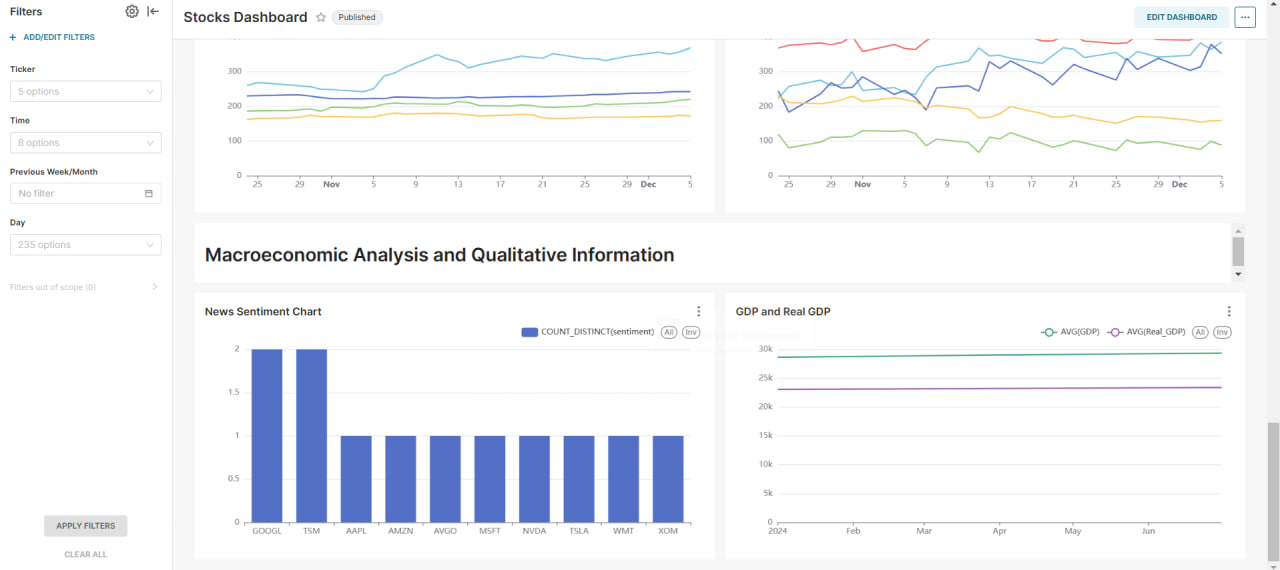 Filters
+ ADD/EDIT FILTERS
Ticker
5 options
Time
8 options
Previous Week/Month
No filter
Day
235 options
Filters out of scope (0)
APPLY FILTERS
CLEAR ALL
Stocks Dashboard
Published
EDIT DASHBOARD
300
200
100
0
25 29 Nov 5 9 13 17 21 25 29 Dec 5
300
200
100
0
25 29 Nov 5 9 13 17 21 25 29 Dec 5
Macroeconomic Analysis and Qualitative Information
News Sentiment Chart
COUNT_DISTINCT(sentiment) All Inv
2
1.5
1
0.5
0
GOOGL TSM AAPL AMZN AVGO MSFT NVDA TSLA WMT XOM
GDP and Real GDP
AVG(GDP) AVG(Real_GDP) All Inv
30k
25k
20k
15k
10k
5k
0
2024 Feb Mar Apr May Jun